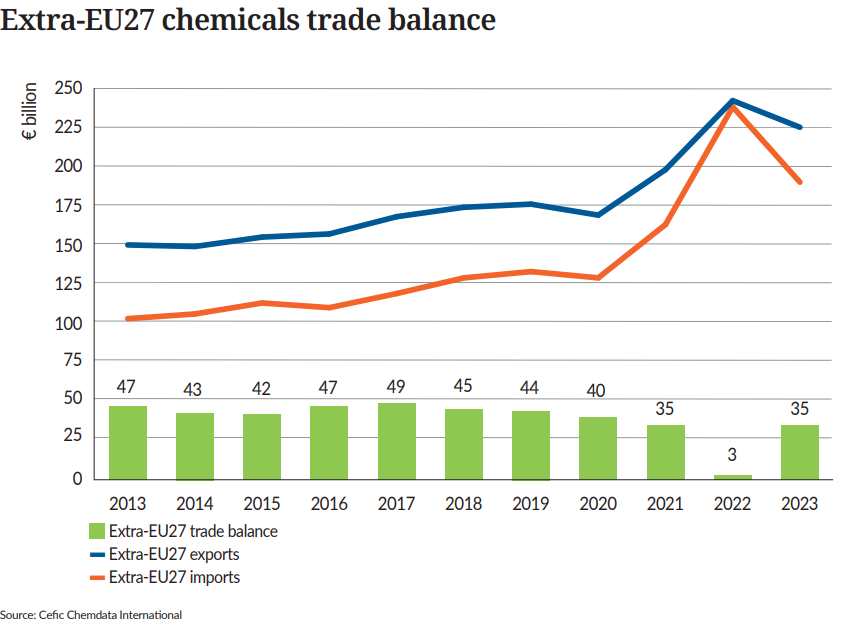 Extra-EU27 chemicals trade balance
€ billion
250
225
200
175
150
125
100
75
50
25
0
47 43 42 47 49 45 44 40 35 3 35
2013 2014 2015 2016 2017 2018 2019 2020 2021 2022 2023
Extra-EU27 trade balance
Extra-EU27 exports
Extra-EU27 imports
Source: Cefic Chemdata International